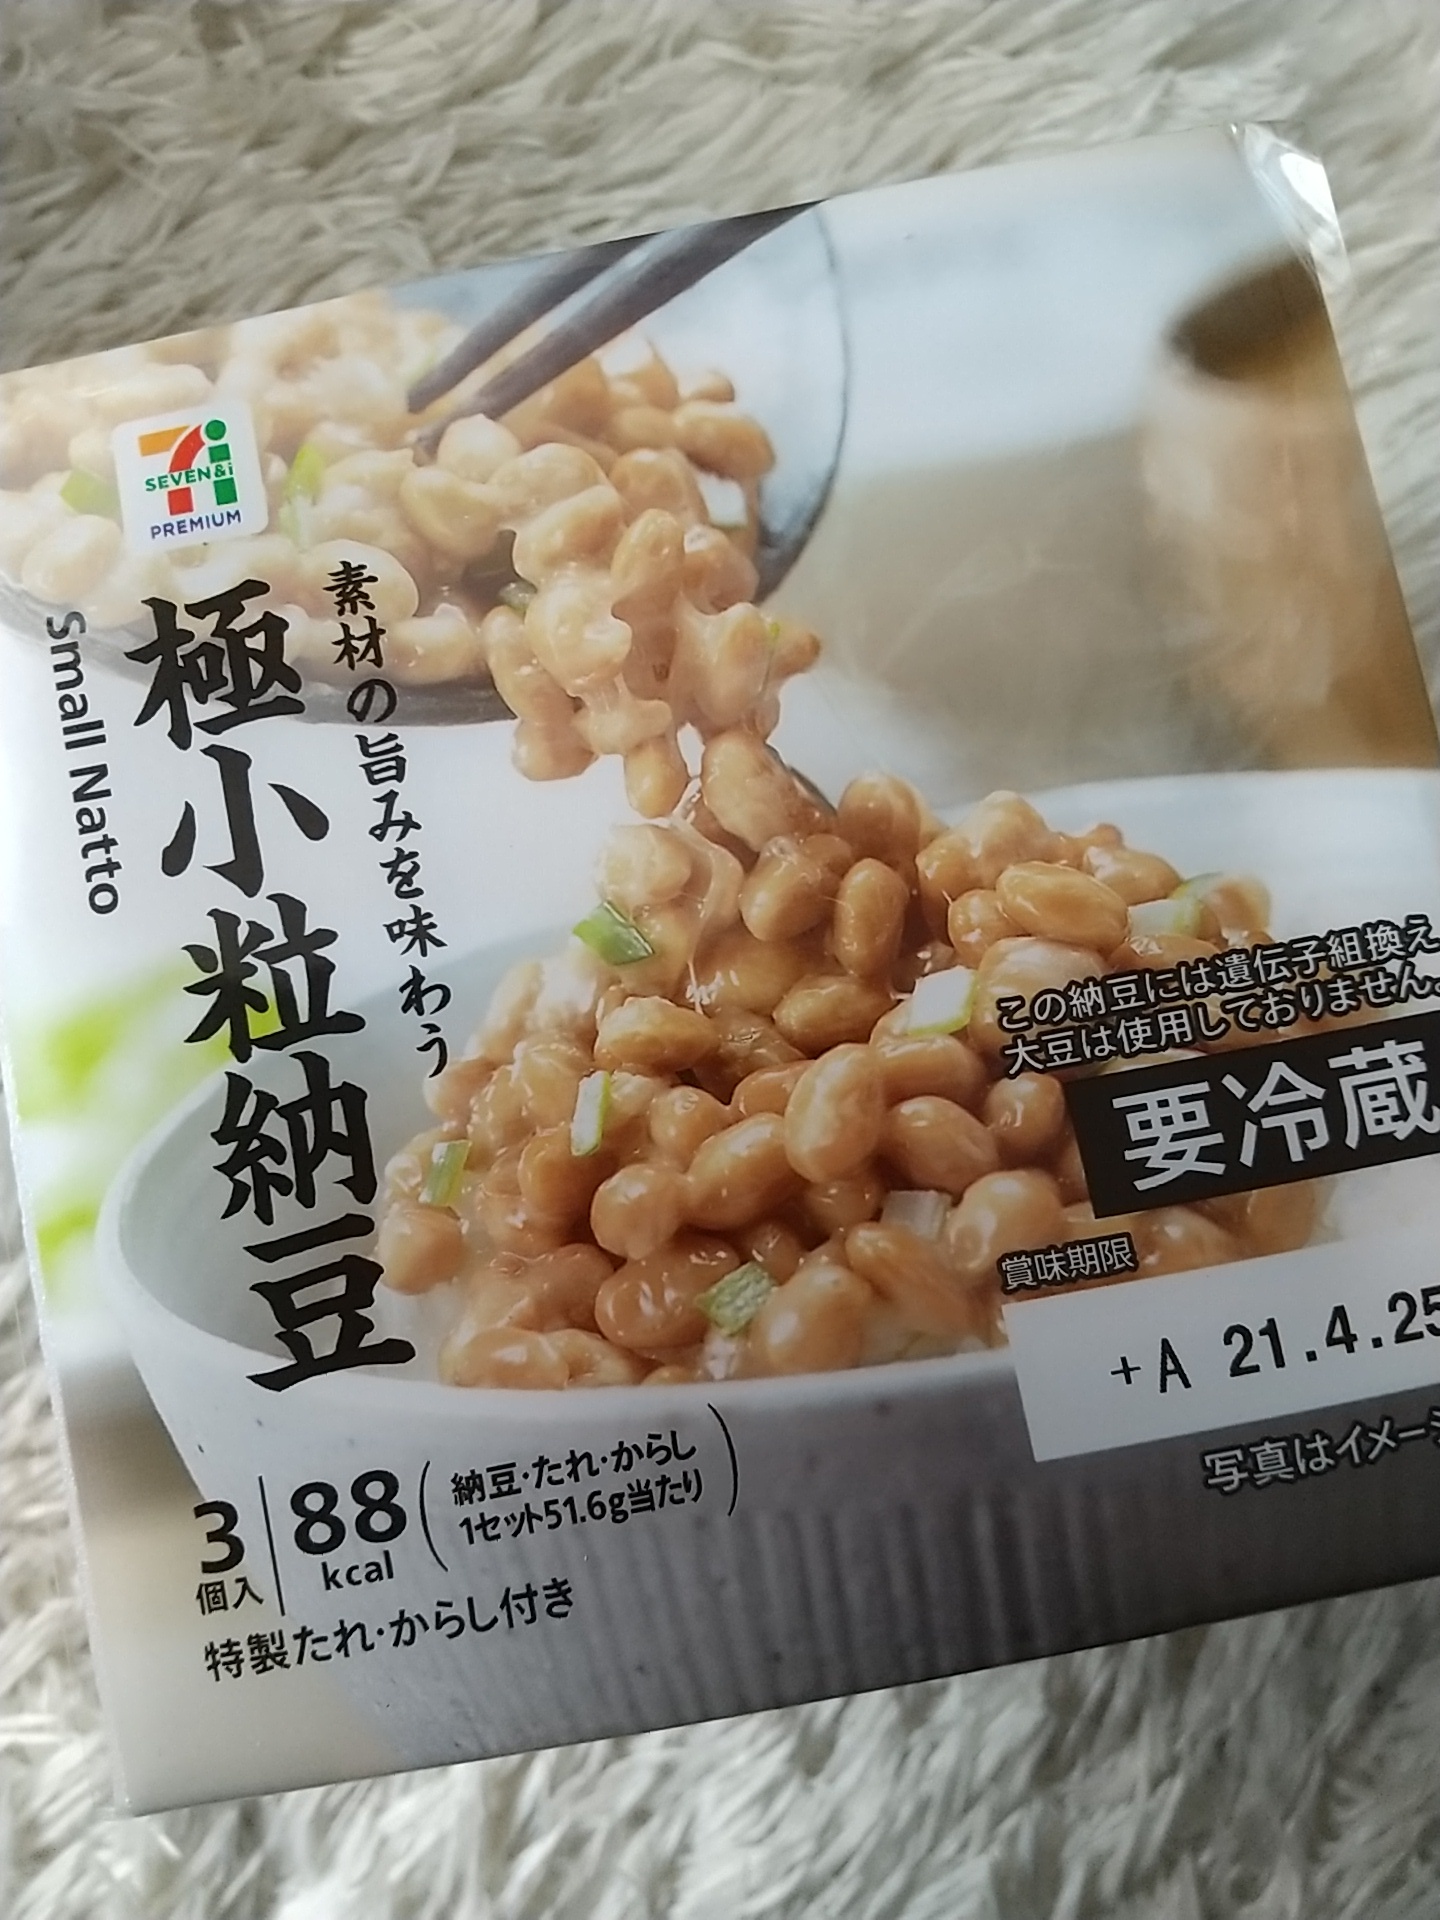 SEVEN&i
PREMIUM
素材の旨みを味わう
極小粒納豆
Small Natto
この納豆には遺伝子組換え
大豆は使用しておりません。
要冷蔵
賞味期限
+A 21.4.25
写真はイメージ
3
個入
88
kcal
(納豆・たれ・からし
1セット51.6g当たり)
特製たれ・からし付き